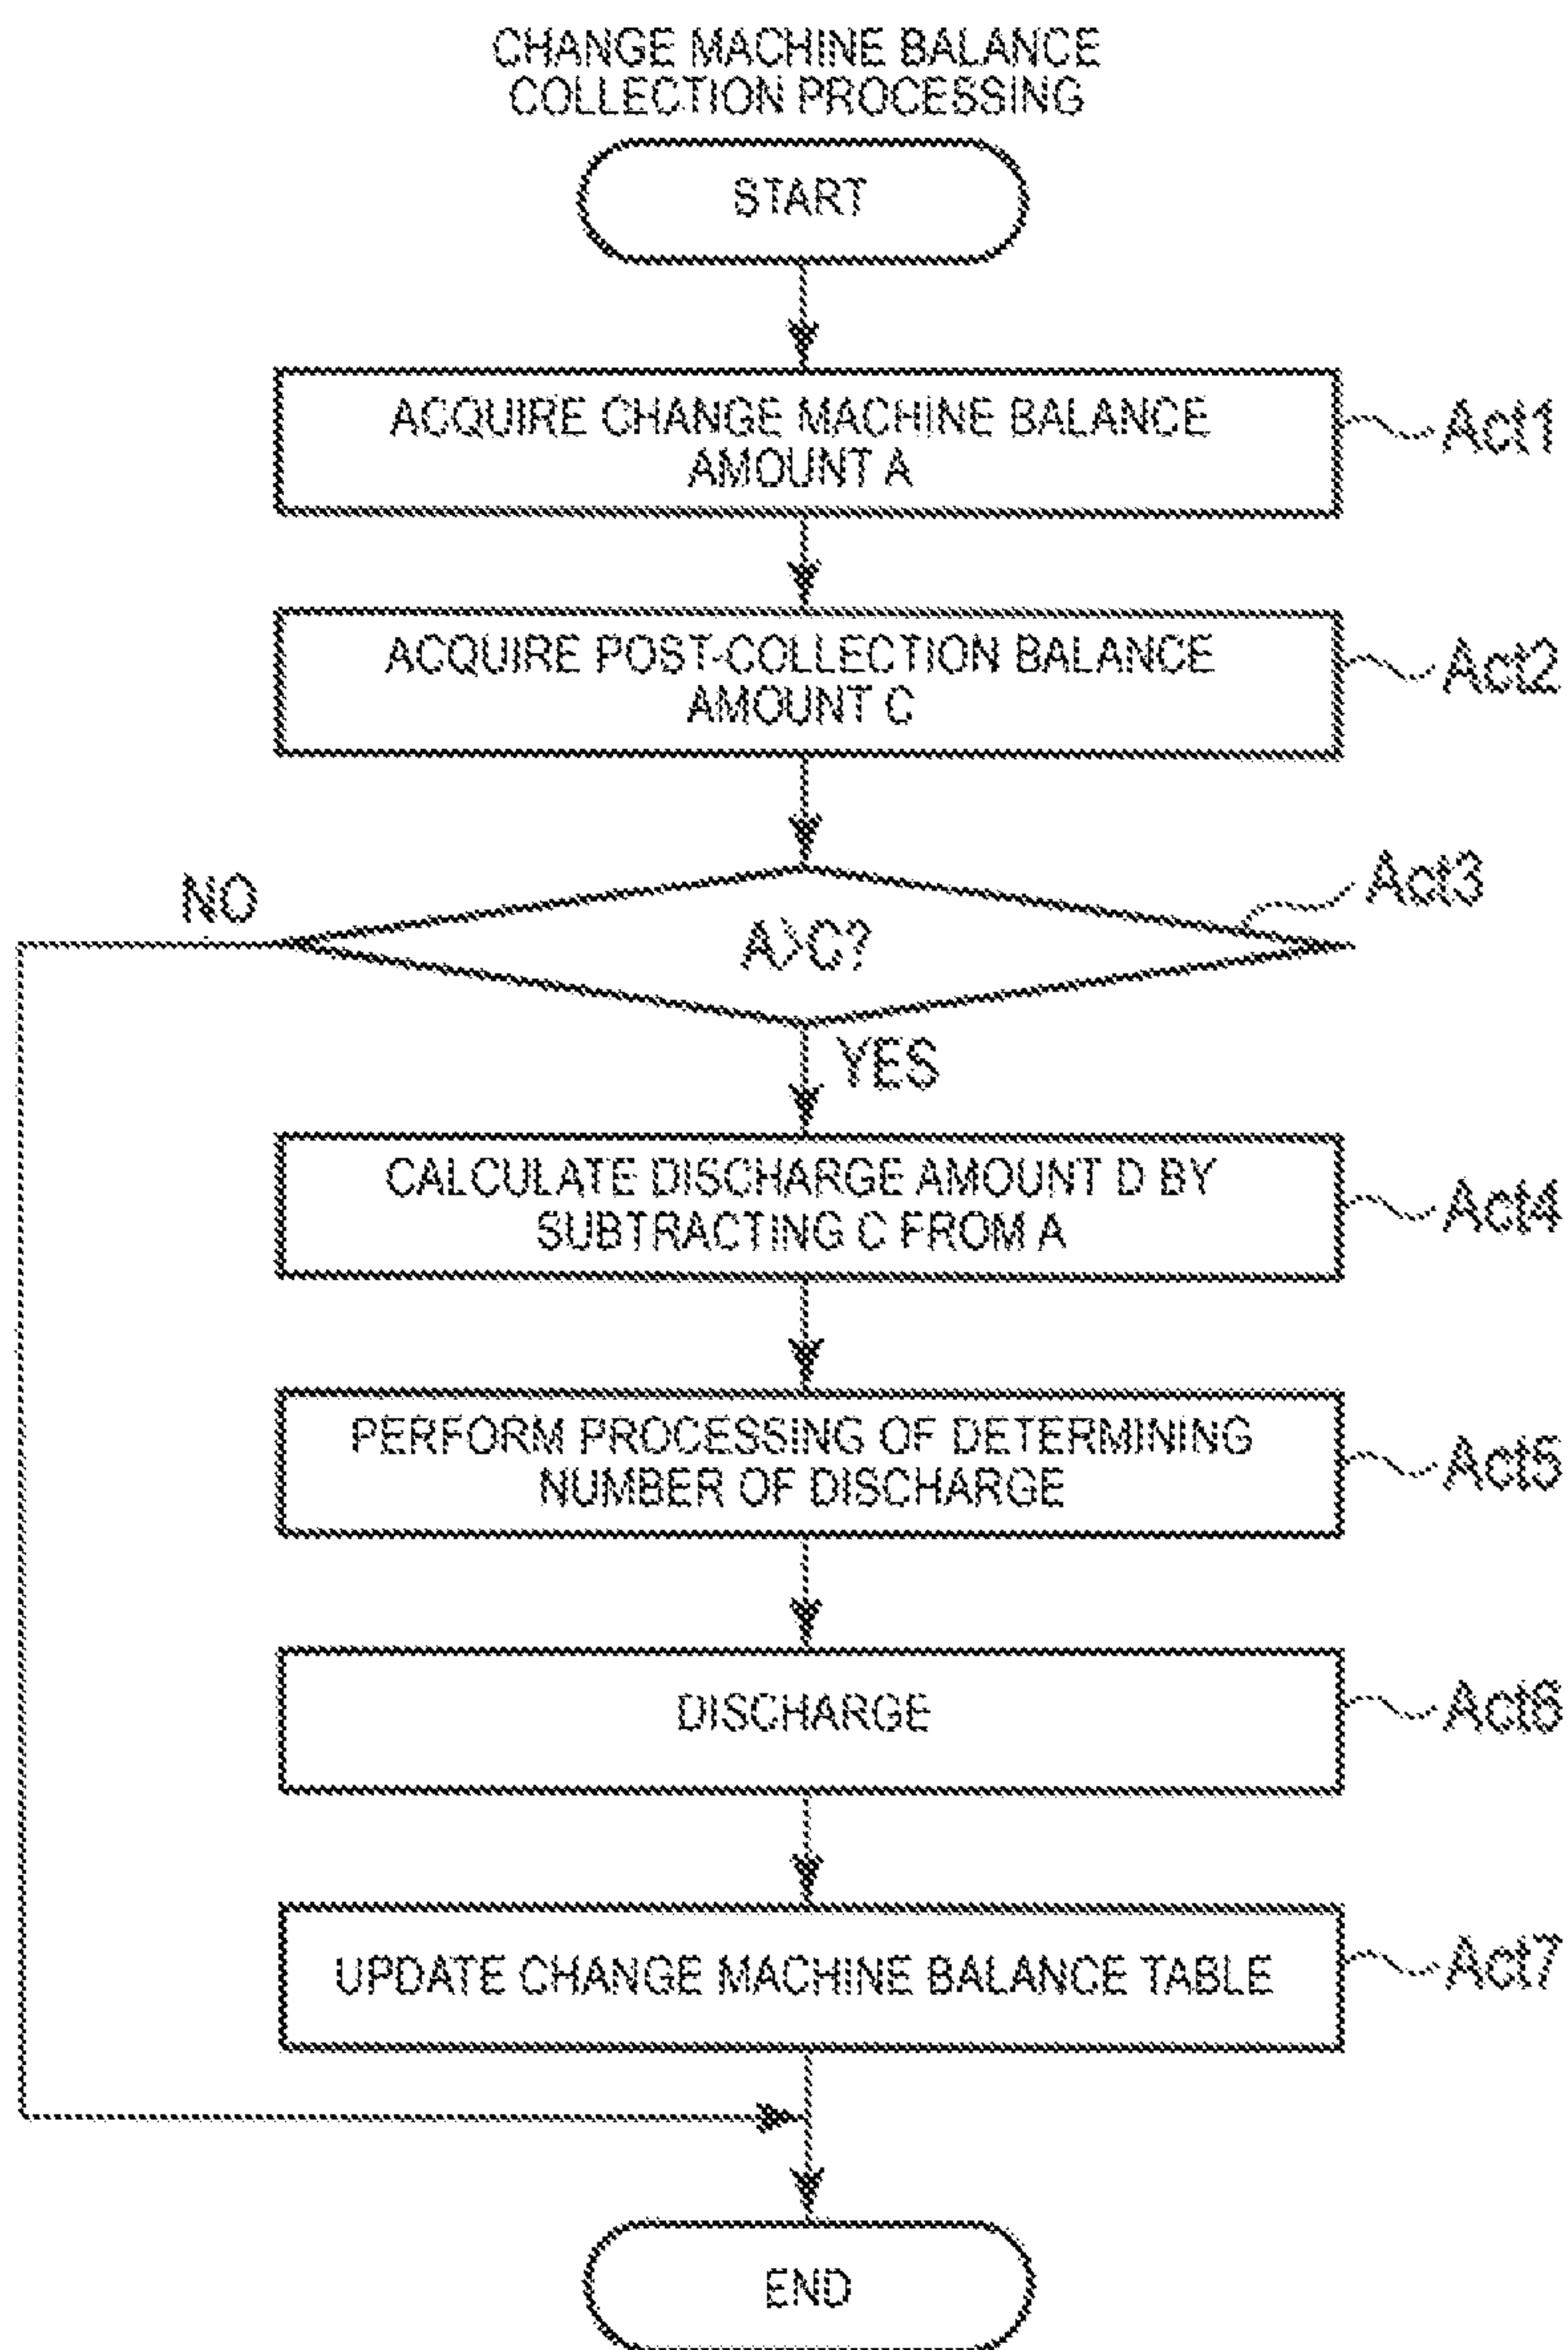 CHANGE MACHINE BALANCE
COLLECTION PROCESSING
START
ACQUIRE CHANGE MACHINE BALANCE
AMOUNT A
Act1
ACQUIRE POST-COLLECTION BALANCE
AMOUNT C
Act2
Act3
NO
A>C?
YES
CALCULATE DISCHARGE AMOUNT D BY
SUBTRACTING C FROM A
Act4
PERFORM PROCESSING OF DETERMINING
NUMBER OF DISCHARGE
Act5
DISCHARGE
Act6
UPDATE CHANGE MACHINE BALANCE TABLE
Act7
END